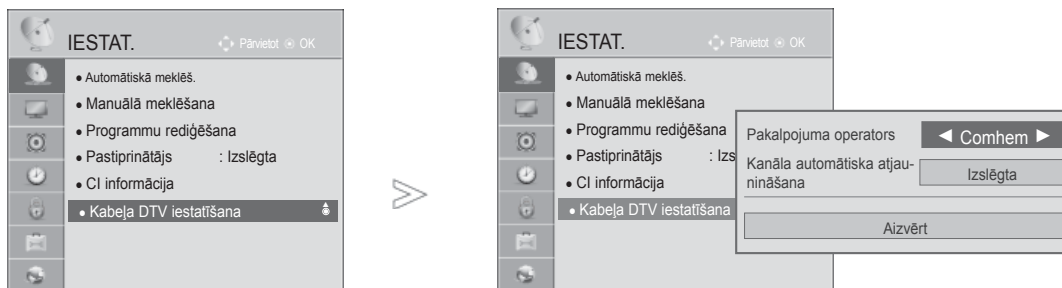 IESTAT. Pārvietot OK
• Automātiskā meklēš.
• Manuālā meklēšana
• Programmu rediģēšana
• Pastiprinātājs : Izslēgta
• CI informācija
• Kabeļa DTV iestatīšana
IESTAT. Pārvietot OK
• Automātiskā meklēš.
• Manuālā meklēšana
• Programmu rediģēšana
• Pastiprinātājs : Izs
• CI informācija
• Kabeļa DTV iestatīšana
Pakalpojuma operators ◄ Comhem ►
Kanāla automātiska atjau-
nināšana Izslēgta
Aizvērt